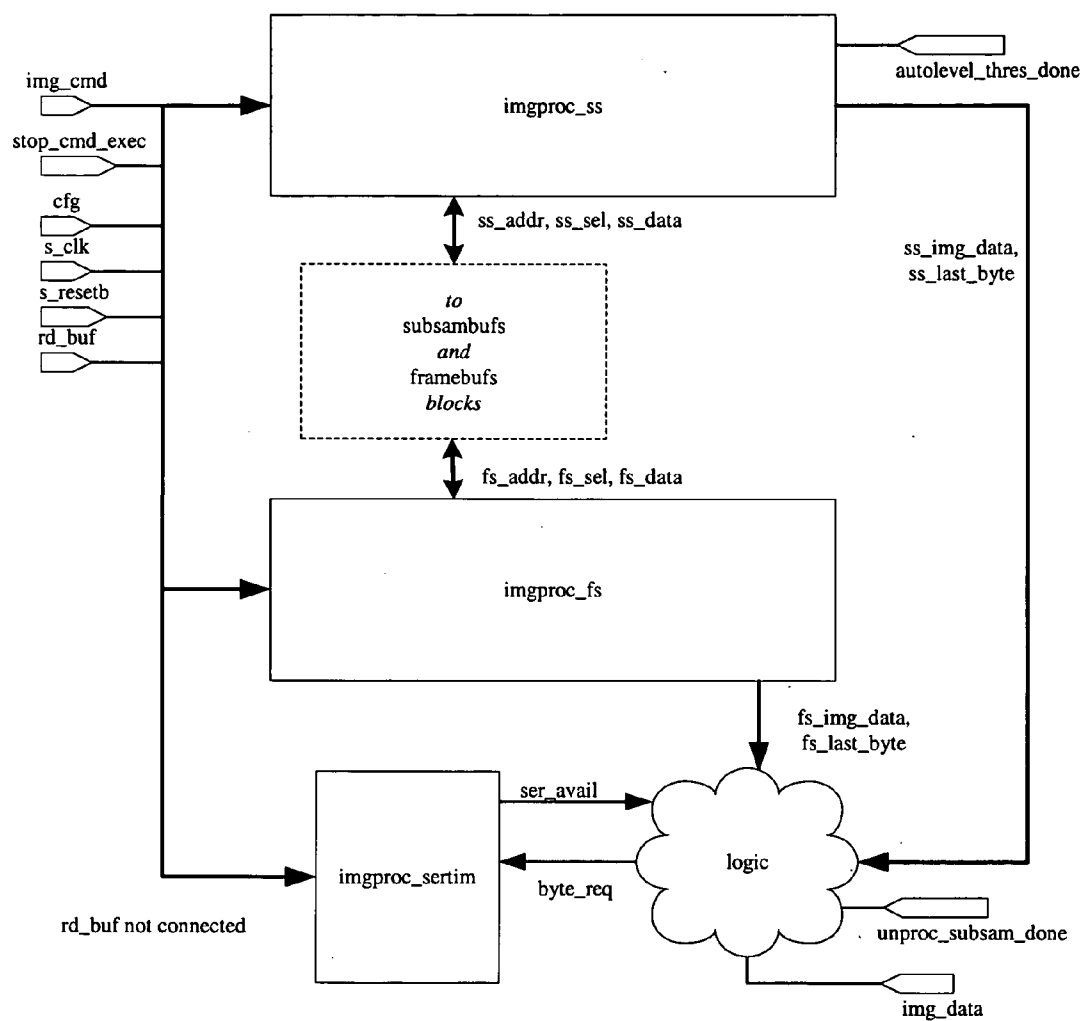 autolevel_thres_done
img_cmd
imgproc_ss
stop_cmd_exec
cfg
ss_addr, ss_sel, ss_data
s_clk
ss_img_data,
ss_last_byte
s_resetb
rd_buf
to
subsambufs
and
framebufs
blocks
fs_addr, fs_sel, fs_data
imgproc_fs
fs_img_data,
fs_last_byte
ser_avail
logic
imgproc_sertim
byte_req
rd_buf not connected
unproc_subsam_done
img_data